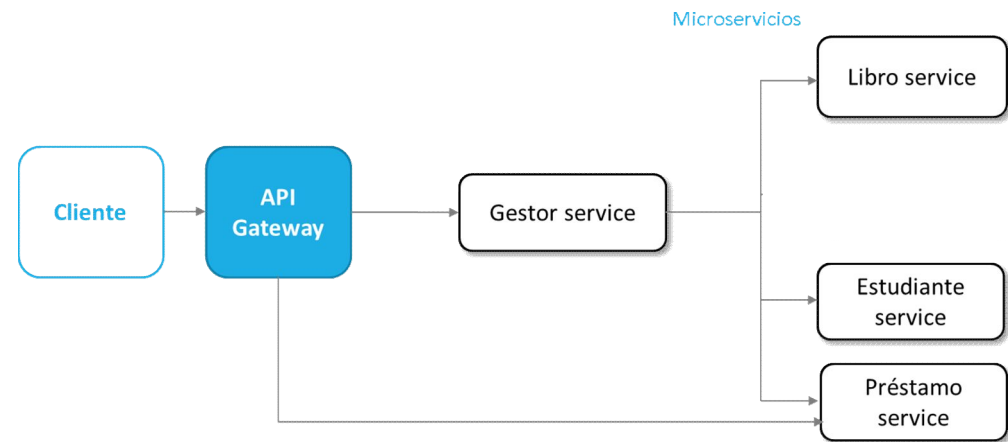 Microservicios
Libro service
Cliente
API
Gateway
Gestor service
Estudiante
service
Préstamo
service